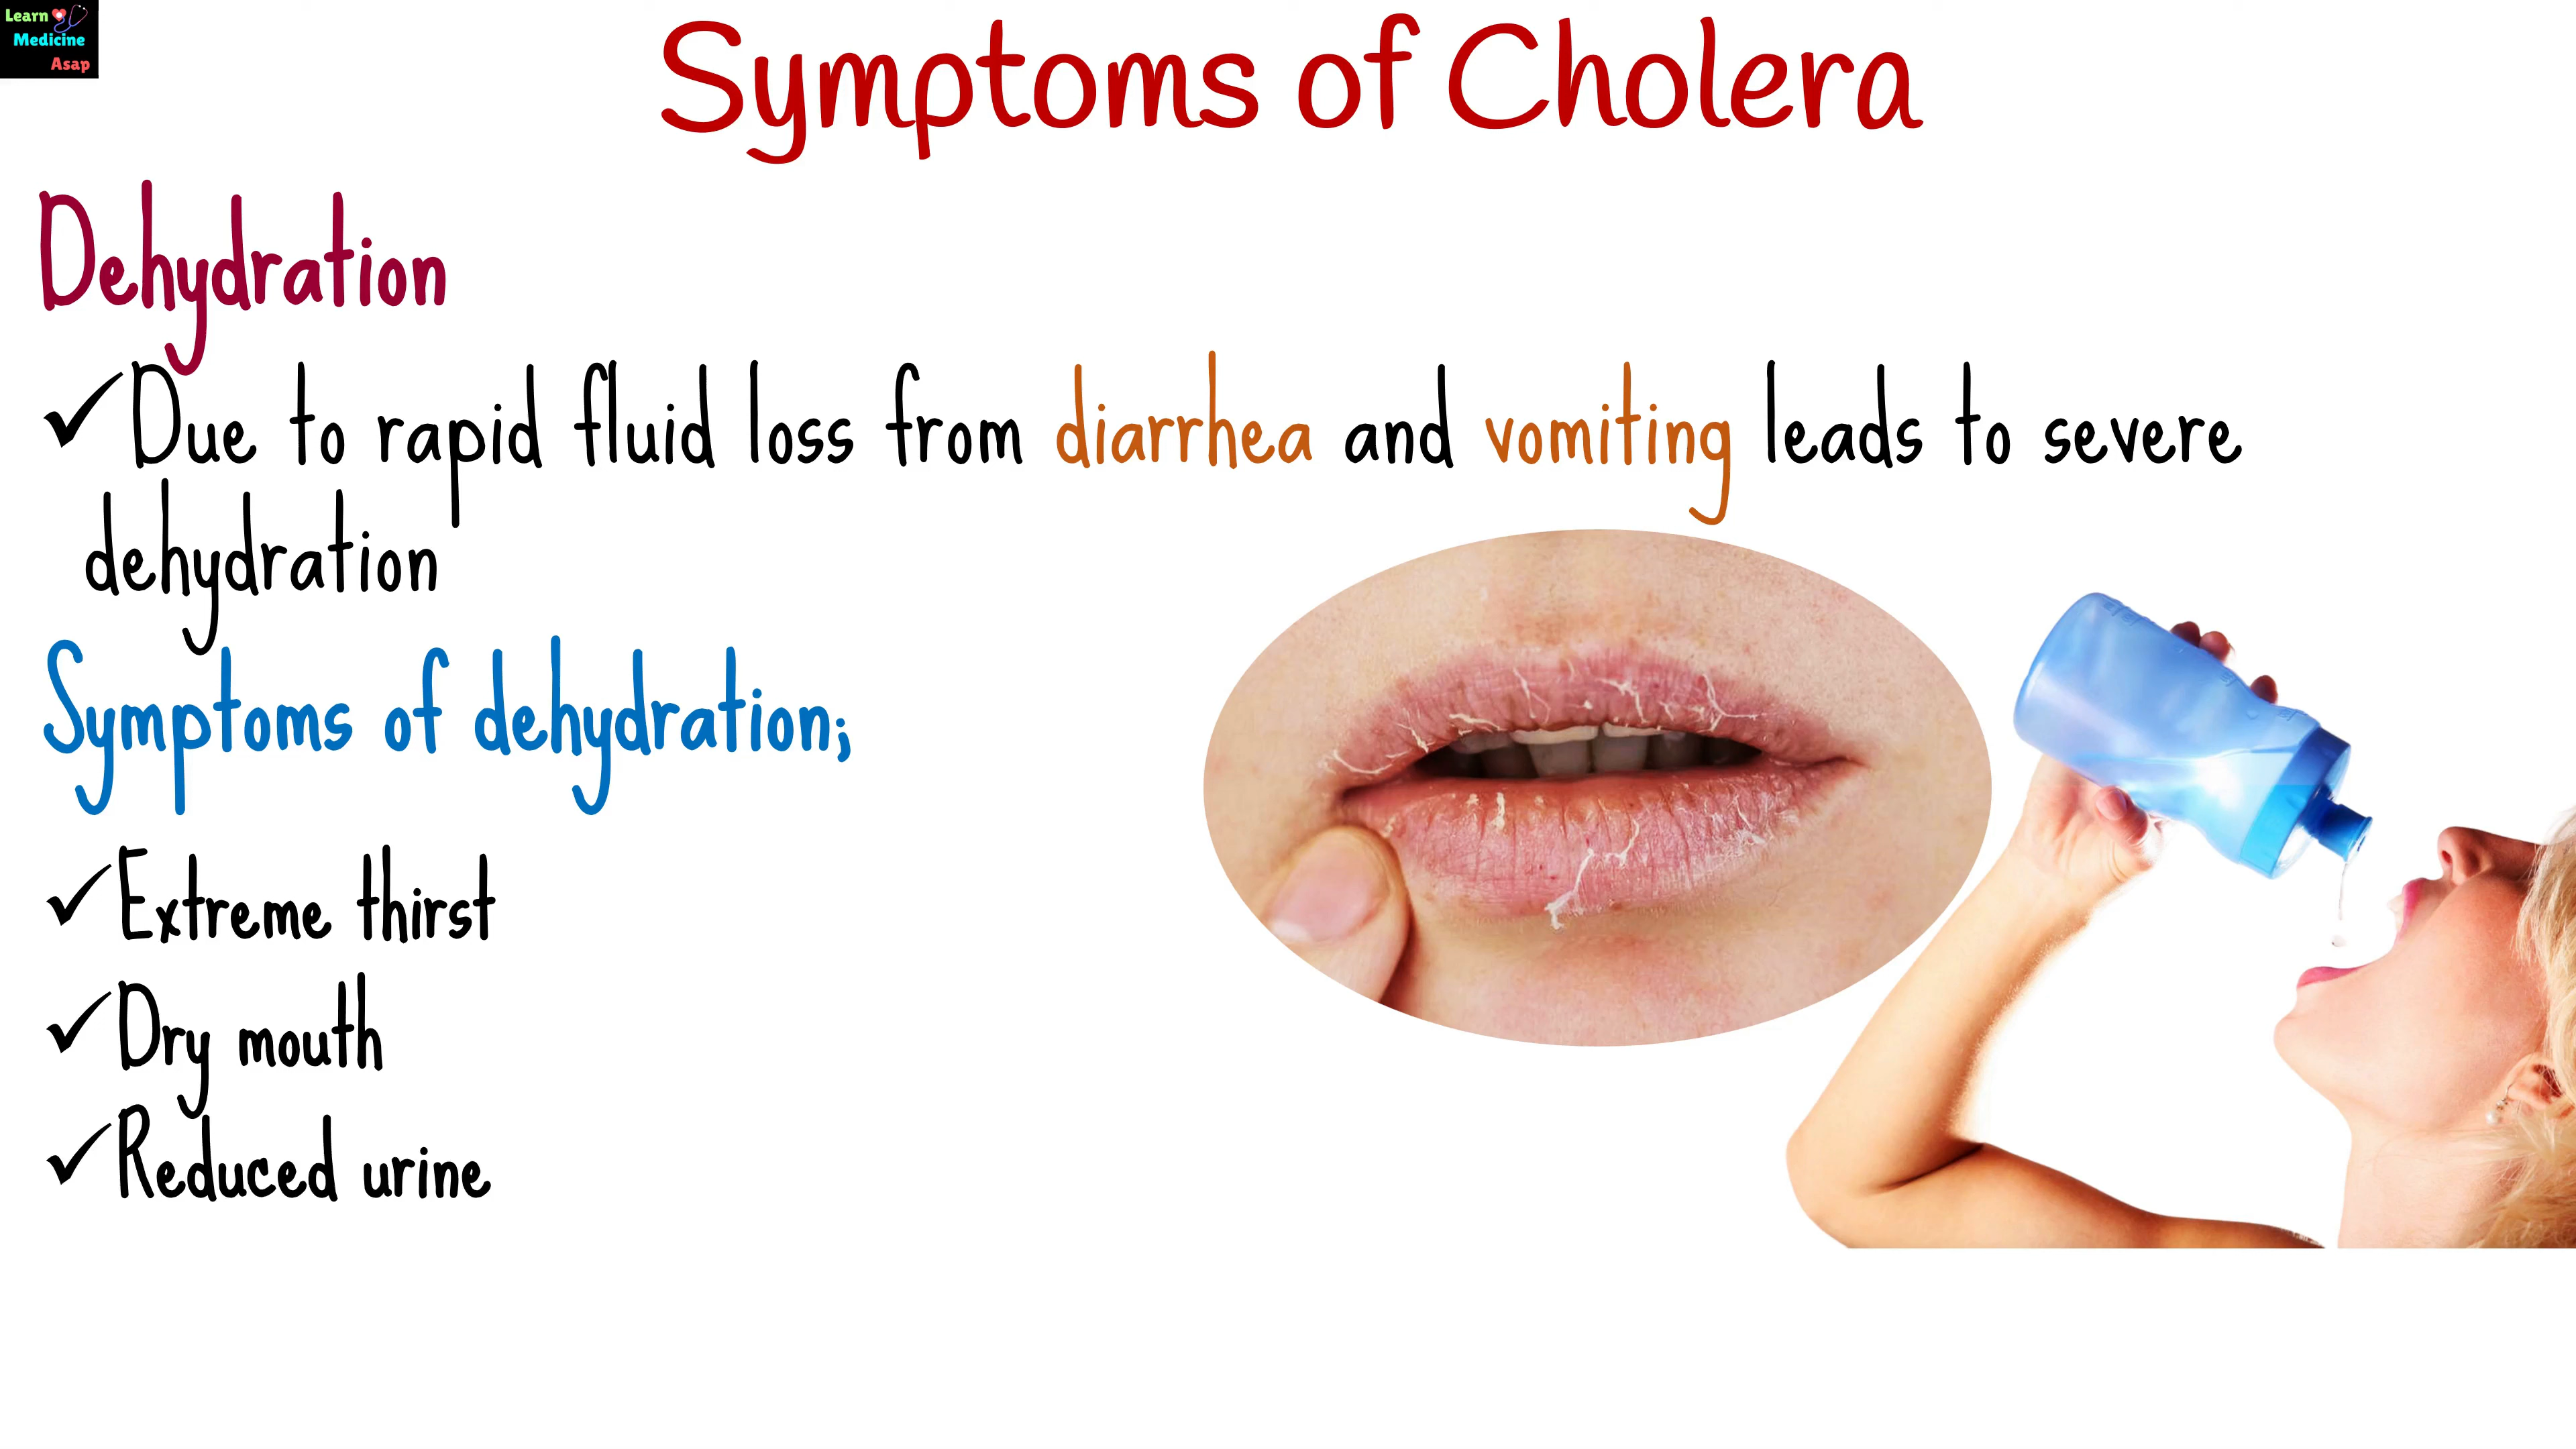 Learn
Medicine
Asap
Symptoms of Cholera
Dehydration
✓Due to rapid fluid loss from diarrhea and vomiting leads to severe
dehydration
Symptoms of dehydration;
✓Extreme thirst
✓Dry mouth
✓Reduced urine